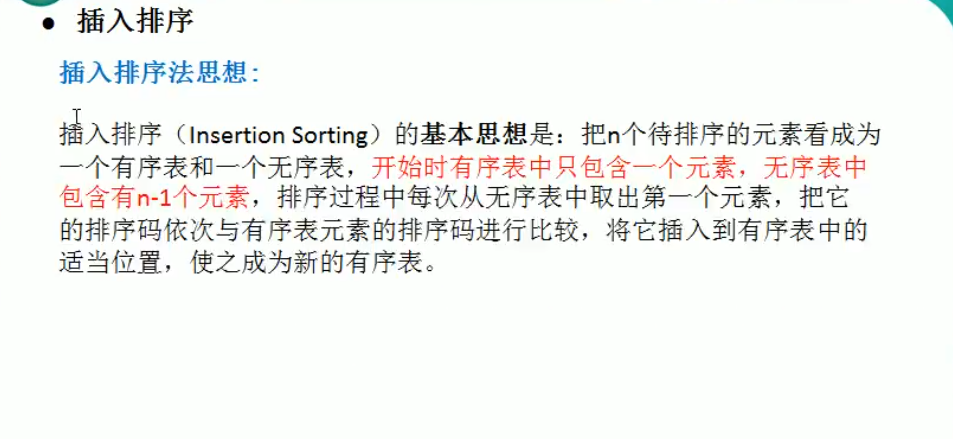 ● 插入排序
插入排序法思想:
插入排序（Insertion Sorting）的基本思想是：把n个待排序的元素看成为
一个有序表和一个无序表，开始时有序表中只包含一个元素，无序表中
包含有n-1个元素，排序过程中每次从无序表中取出第一个元素，把它
的排序码依次与有序表元素的排序码进行比较，将它插入到有序表中的
适当位置，使之成为新的有序表。